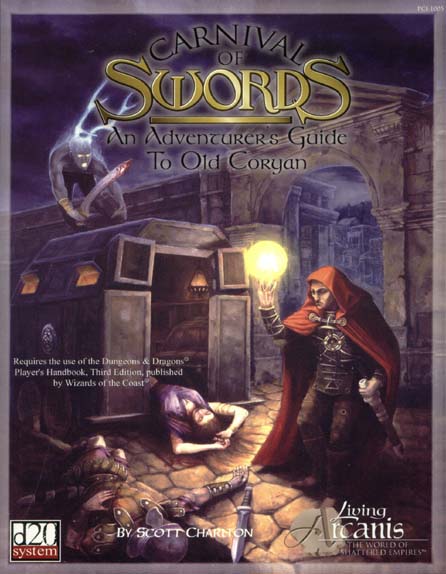 PCI-1005
CARNIVAL
OF
SWORDS
An Adventurer's Guide
To Old Coryan
Requires the use of the Dungeons & Dragons®
Player's Handbook, Third Edition, published
by Wizards of the Coast®
d20
system
By Scott Charlton
Living
Arcanis
THE WORLD OF
SHATTERED EMPIRES™